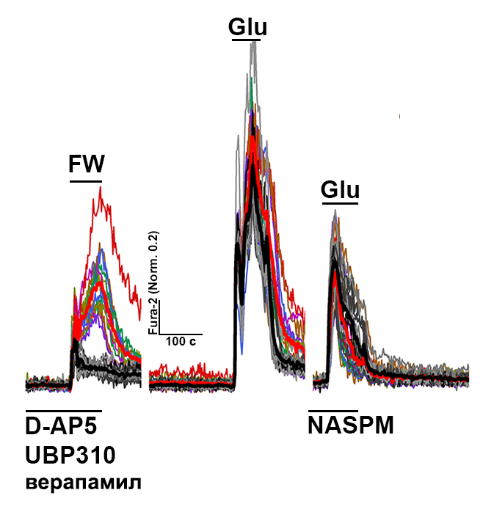 Glu
FW
Glu
Fura-2 (Norm. 0.2)
100 с
D-AP5
UBP310
верапамил
NASPM